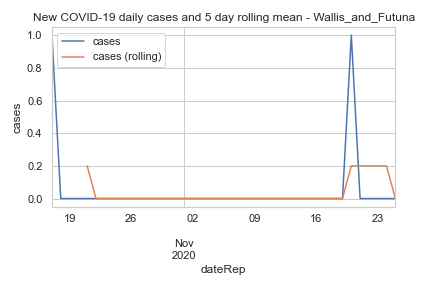 New COVID-19 daily cases and 5 day rolling mean - Wallis_and_Futuna
cases
cases (rolling)
1.0
0.8
0.6
0.4
0.2
0.0
cases
19 26 02 09 16 23
Nov
2020
dateRep